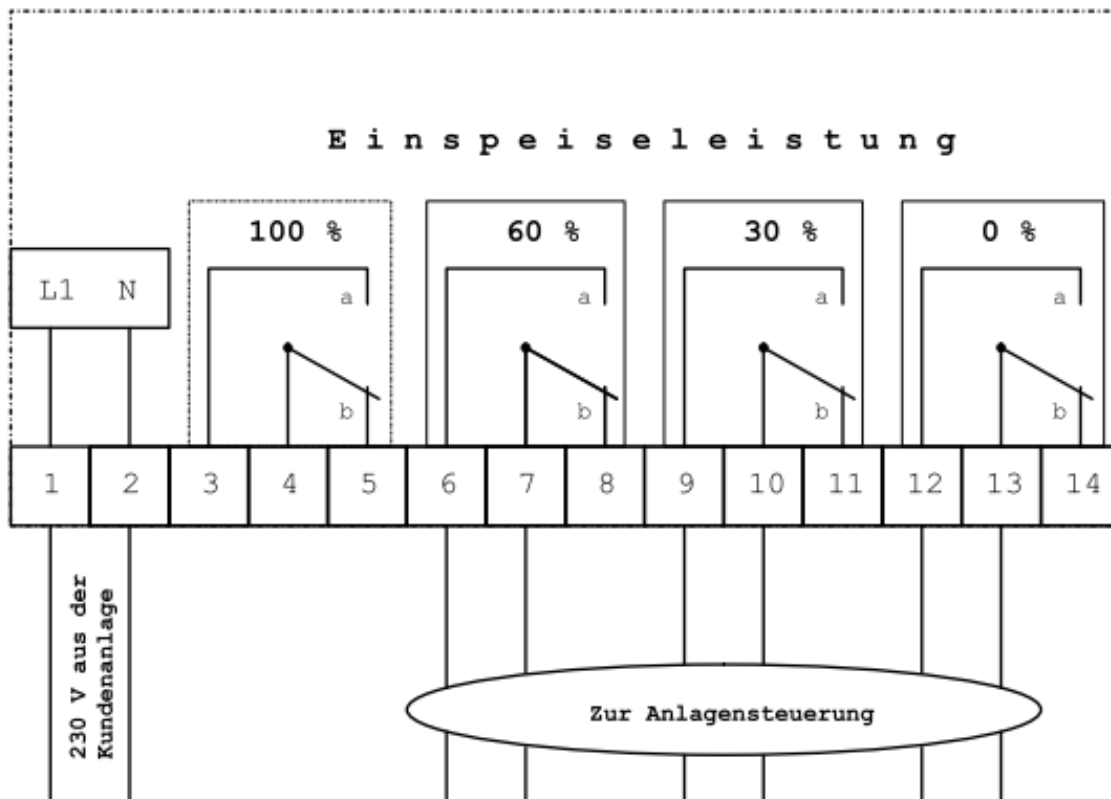 Einspeiseleistung
100 %
60 %
30 %
0 %
L1 N
a
a
a
a
b
b
b
b
1 2 3 4 5 6 7 8 9 10 11 12 13 14
230 V aus der
Kundenanlage
Zur Anlagensteuerung